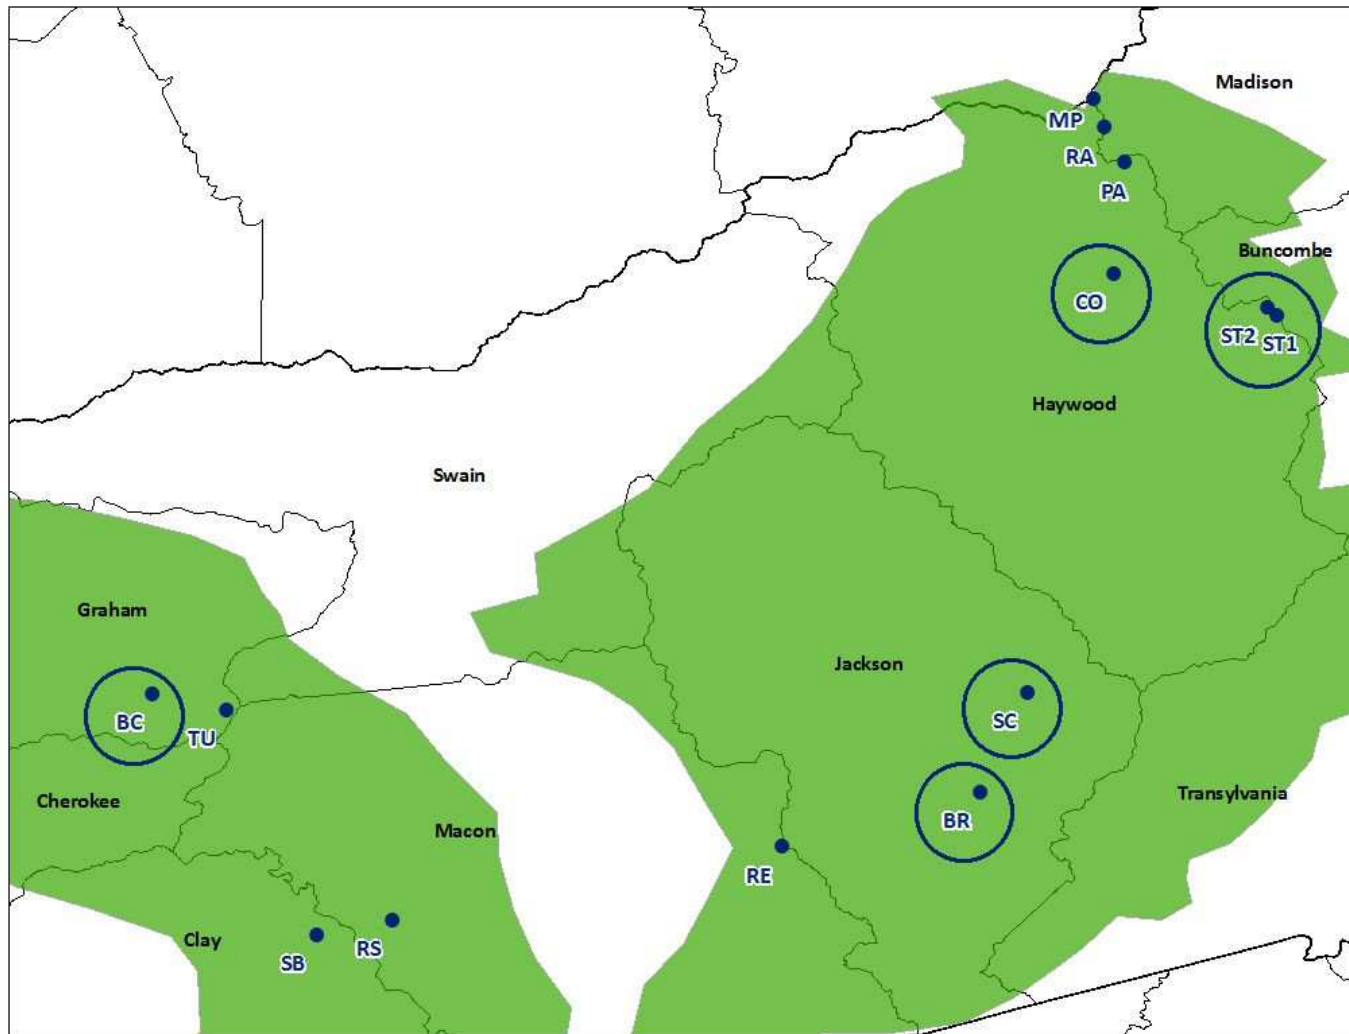 Madison
MP
RA
PA
Buncombe
CO
ST2
ST1
Haywood
Swain
Graham
Jackson
BC
TU
SC
Cherokee
Transylvania
Macon
BR
RE
Clay
RS
SB